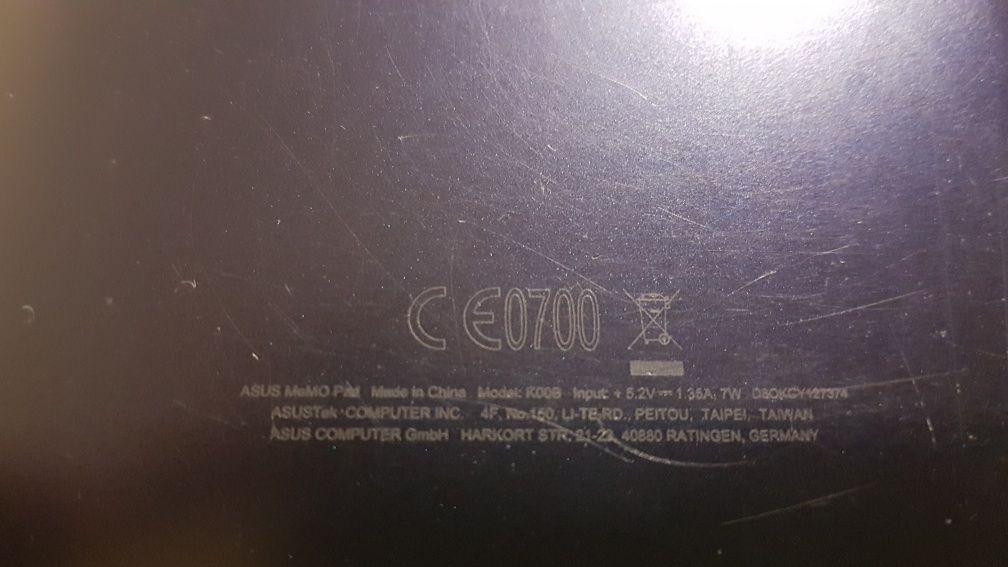 CE0700
ASUS MeMO Pad Made in China Model: K00B Input: + 5.2V⎓1.35A, 7W
ASUSTek COMPUTER INC. 4F, No.150, LI-TE RD., PEITOU, TAIPEI, TAIWAN
ASUS COMPUTER GmbH HARKORT STR. 21-23, 40880 RATINGEN, GERMANY